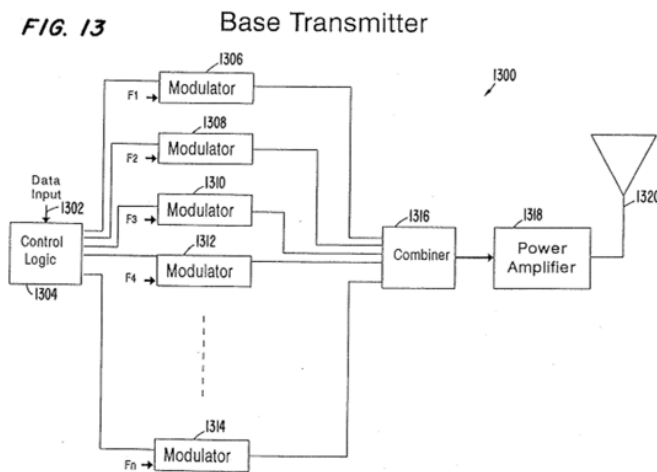 FIG. 13
Base Transmitter
1306
Modulator
F1
1300
1308
Modulator
F2
Data
Input
1302
1310
Modulator
F3
1316
1318
1320
Control
Logic
1304
1312
Modulator
F4
Combiner
Power
Amplifier
1314
Modulator
Fn